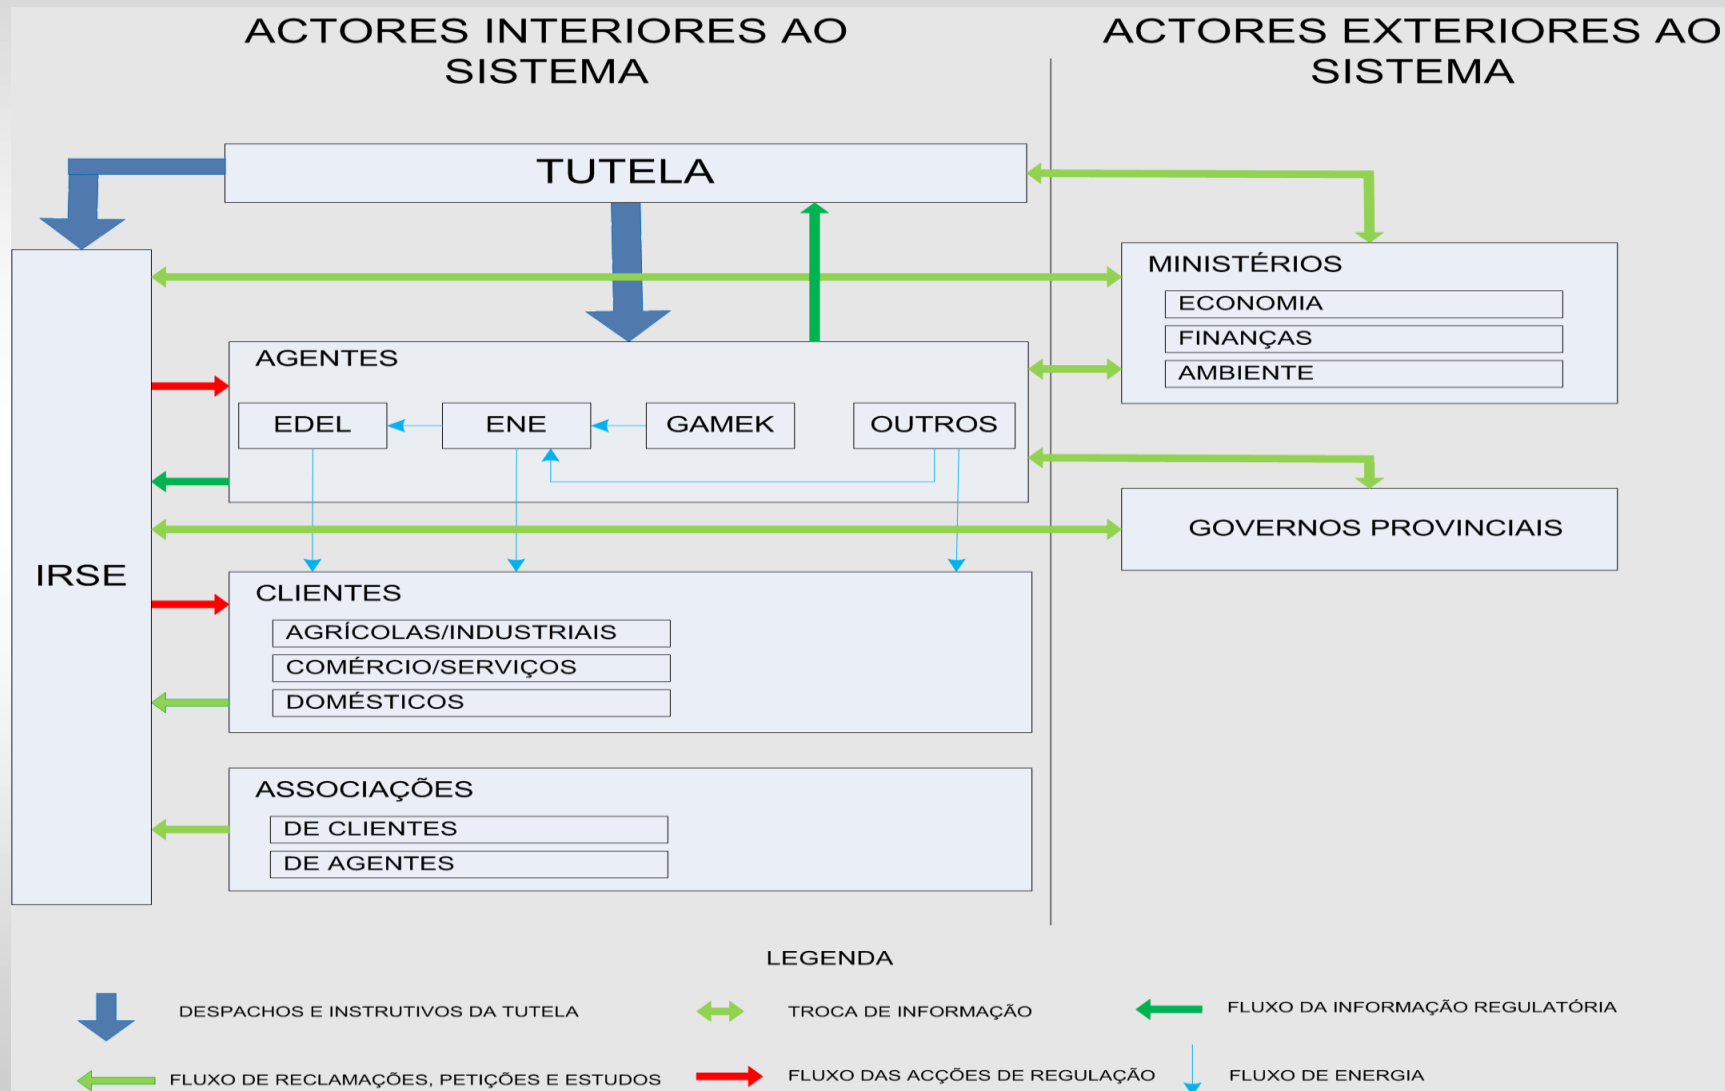 ACTORES INTERIORES AO
SISTEMA
ACTORES EXTERIORES AO
SISTEMA
TUTELA
IRSE
AGENTES
EDEL
ENE
GAMEK
OUTROS
CLIENTES
AGRÍCOLAS/INDUSTRIAIS
COMÉRCIO/SERVIÇOS
DOMÉSTICOS
ASSOCIAÇÕES
DE CLIENTES
DE AGENTES
MINISTÉRIOS
ECONOMIA
FINANÇAS
AMBIENTE
GOVERNOS PROVINCIAIS
LEGENDA
DESPACHOS E INSTRUTIVOS DA TUTELA
TROCA DE INFORMAÇÃO
FLUXO DA INFORMAÇÃO REGULATÓRIA
FLUXO DE RECLAMAÇÕES, PETIÇÕES E ESTUDOS
FLUXO DAS ACÇÕES DE REGULAÇÃO
FLUXO DE ENERGIA